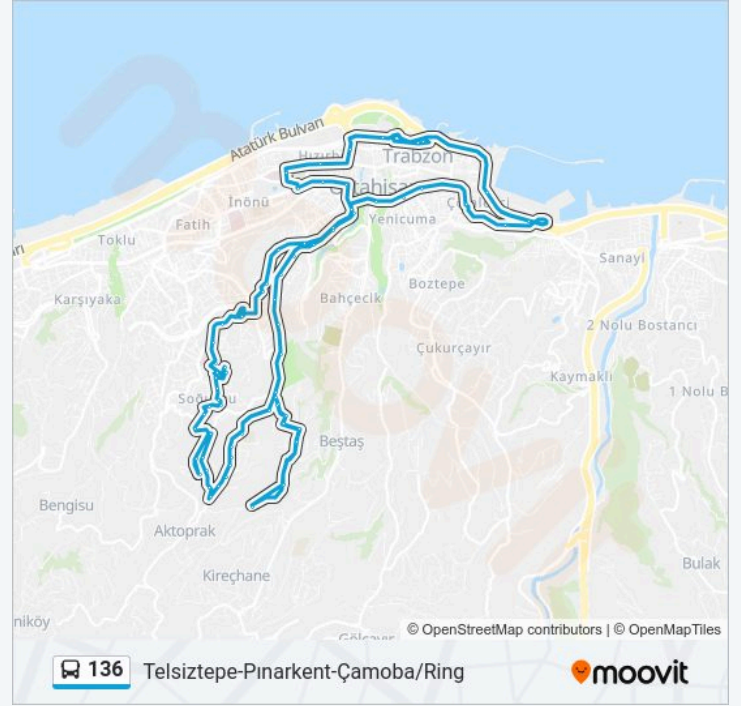 Atatürk Bulvarı
Trabzon
İnönü
Fatih
Yenicuma
Toklu
Sanayi
Boztepe
Karşıyaka
Bahçecik
2 Nolu Bostancı
Çukurçayır
Kaymaklı
1 Nolu B
Beştaş
Bengisu
Aktoprak
Bulak
Kireçhane
niköy
© OpenStreetMap contributors | © OpenMapTiles
136 Telsiztepe-Pınarkent-Çamoba/Ring
moovit